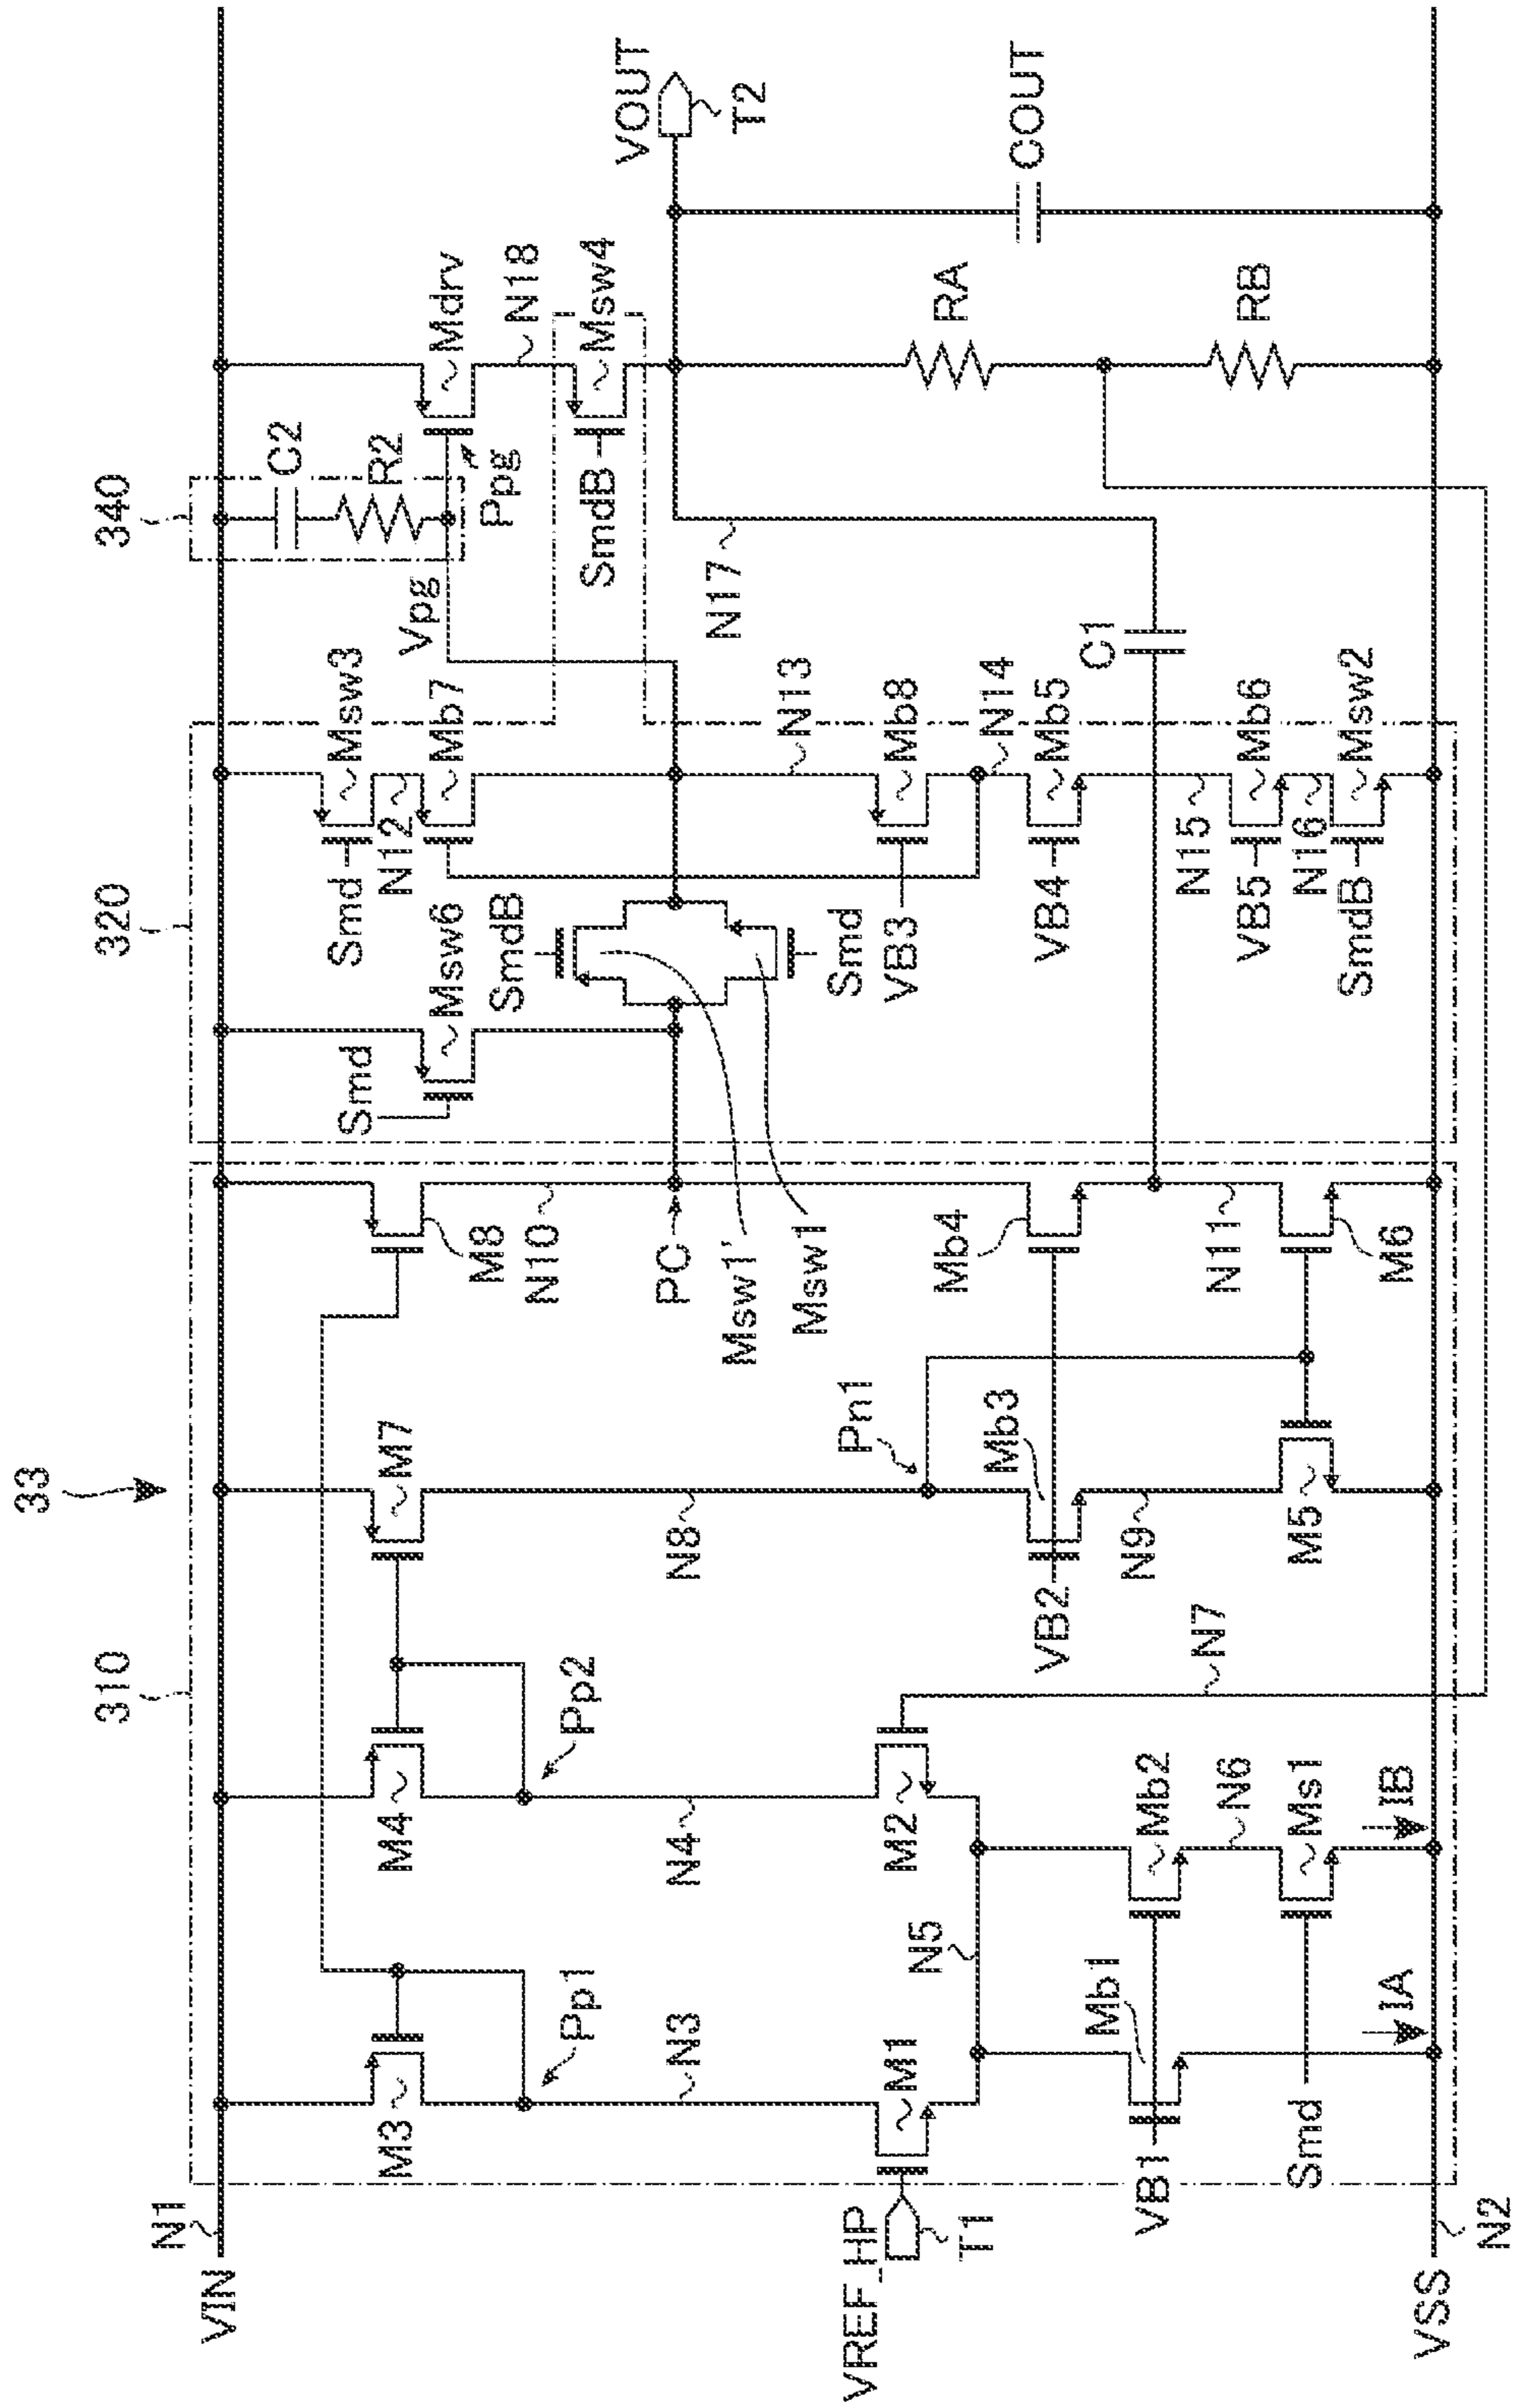 33
310
320
340
N1
VIN
M3
M4
M7
M8
Smd
Msw6
Smd
Msw3
N12
Mb7
Vpg
C2
R2
Ppg
Mdrv
N18
Msw4
SmdB
Pp1
Pp2
N3
N4
N8
N10
PC
Msw1'
Msw1
SmdB
Smd
VB3
N13
Mb8
N14
N17
VOUT
T2
VREF_HP
T1
M1
M2
N5
Pn1
Mb3
Mb4
VB2
VB4
Mb5
C1
RA
COUT
VB1
Mb1
Mb2
N6
N7
N9
N11
N15
VB5
Mb6
N16
RB
Smd
Ms1
M5
M6
SmdB
Msw2
IA
IB
VSS
N2